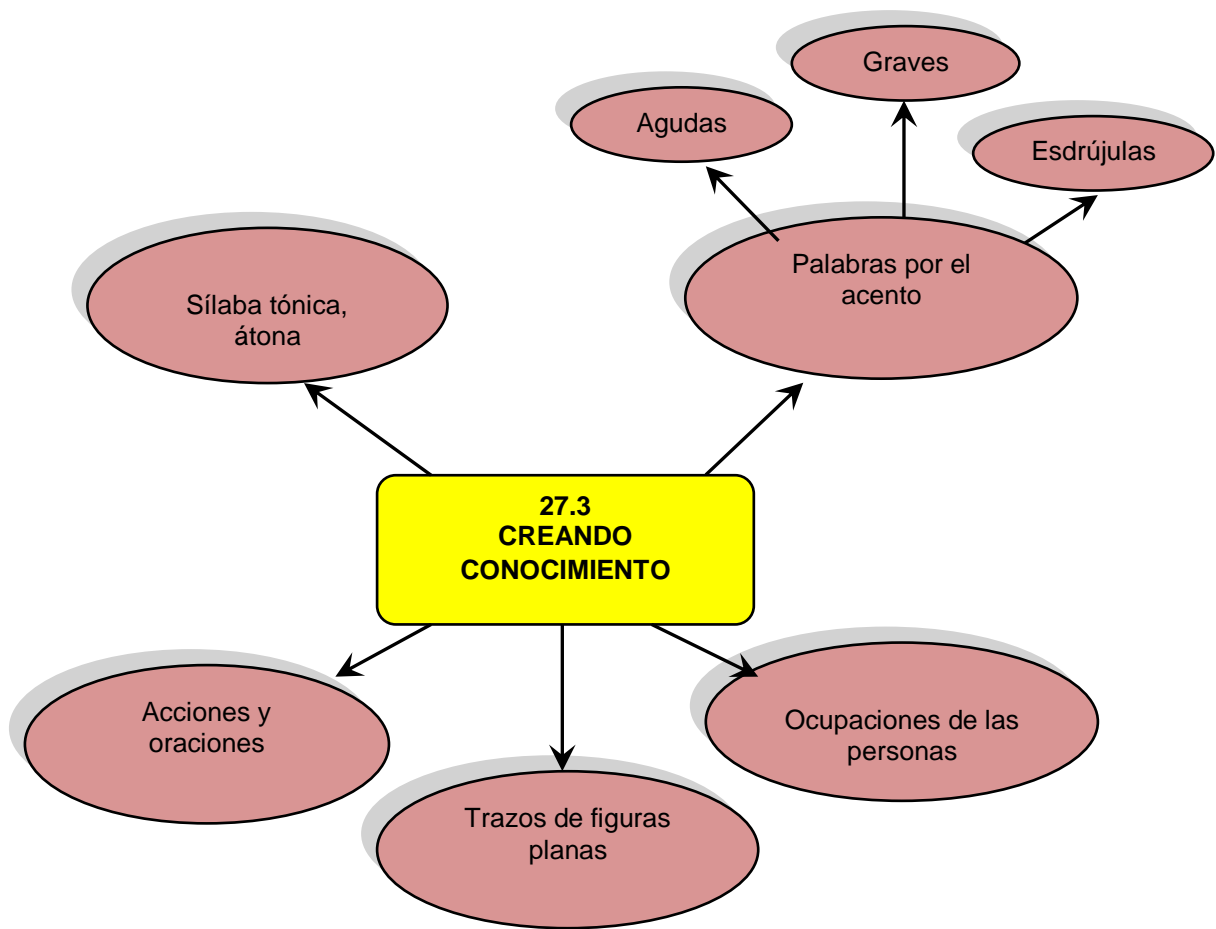 Graves
Agudas
Esdrújulas
Palabras por el
acento
Sílaba tónica,
átona
27.3
CREANDO
CONOCIMIENTO
Acciones y
oraciones
Ocupaciones de las
personas
Trazos de figuras
planas